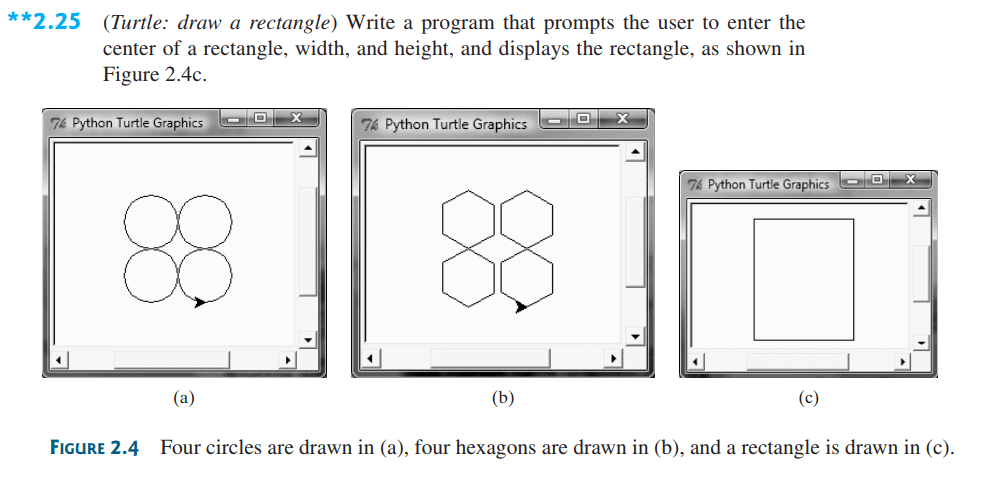 **2.25 (Turtle: draw a rectangle) Write a program that prompts the user to enter the
center of a rectangle, width, and height, and displays the rectangle, as shown in
Figure 2.4c.
Python Turtle Graphics
Python Turtle Graphics
Python Turtle Graphics
(a)
(b)
(c)
FIGURE 2.4 Four circles are drawn in (a), four hexagons are drawn in (b), and a rectangle is drawn in (c).